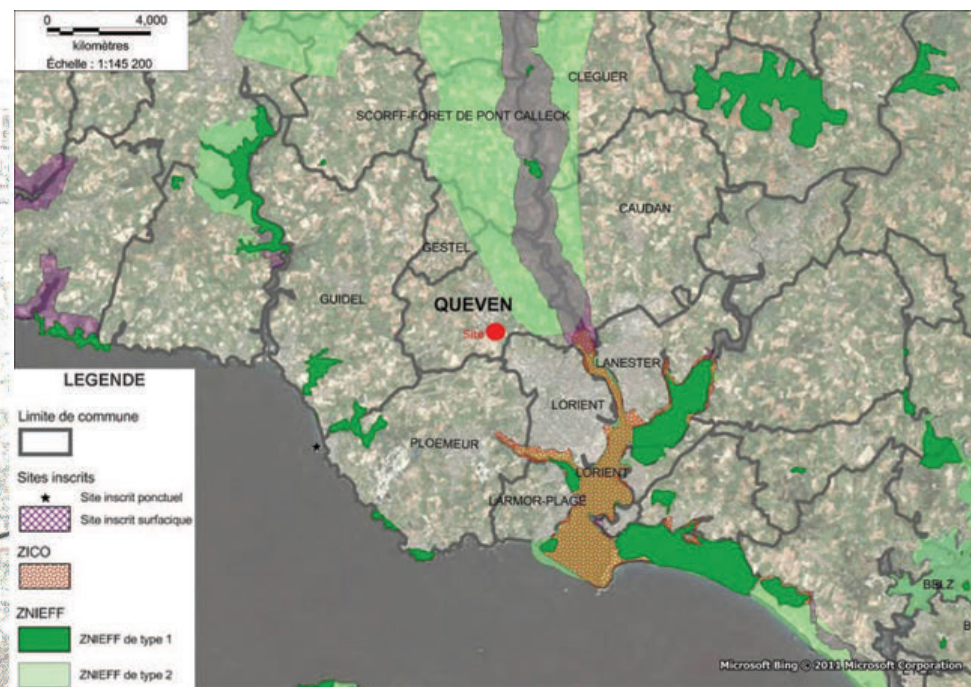 0 4,000
kilomètres
Échelle : 1:145 200
CLEGUER
SCORFF-FORET DE PONT CALLECK
CAUDAN
GESTEL
GUIDEL
QUEVEN
Site
LANESTER
LORIENT
PLOEMEUR
LORIENT
LARMOR-PLAGE
BELZ
LEGENDE
Limite de commune
Sites inscrits
Site inscrit ponctuel
Site inscrit surfacique
ZICO
ZNIEFF
ZNIEFF de type 1
ZNIEFF de type 2
Microsoft Bing © 2011 Microsoft Corporation